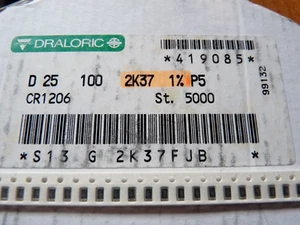 DRALORIC
*419085*
D 25 100 2K37 1% P5
CR1206 St. 5000
99132
*S13 G 2K37FJB *